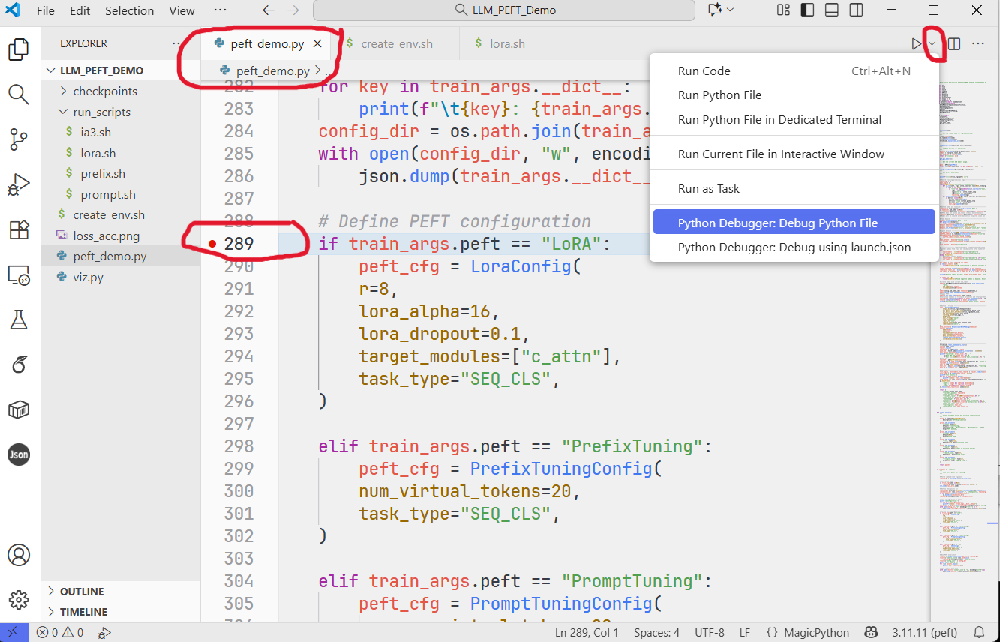 File Edit Selection View ··· LLM_PEFT_Demo
EXPLORER ···
LLM_PEFT_DEMO
checkpoints
run_scripts
$ ia3.sh
$ lora.sh
$ prefix.sh
$ prompt.sh
$ create_env.sh
loss_acc.png
peft_demo.py
viz.py
OUTLINE
TIMELINE
Json
peft_demo.py × $ create_env.sh $ lora.sh ···
peft_demo.py > ...
282 for key in train_args.__dict__:
283 print(f"\t{key}: {train_args.
284 config_dir = os.path.join(train_a
285 with open(config_dir, "w", encodi
286 json.dump(train_args.__dict__
287
288 # Define PEFT configuration
289 if train_args.peft == "LoRA":
290 peft_cfg = LoraConfig(
291 r=8,
292 lora_alpha=16,
293 lora_dropout=0.1,
294 target_modules=["c_attn"],
295 task_type="SEQ_CLS",
296 )
297
298 elif train_args.peft == "PrefixTuning":
299 peft_cfg = PrefixTuningConfig(
300 num_virtual_tokens=20,
301 task_type="SEQ_CLS",
302 )
303
304 elif train_args.peft == "PromptTuning":
305 peft_cfg = PromptTuningConfig(
Run Code Ctrl+Alt+N
Run Python File
Run Python File in Dedicated Terminal
Run Current File in Interactive Window
Run as Task
Python Debugger: Debug Python File
Python Debugger: Debug using launch.json
0 0 Ln 289, Col 1 Spaces: 4 UTF-8 LF {} MagicPython 3.11.11 (peft)